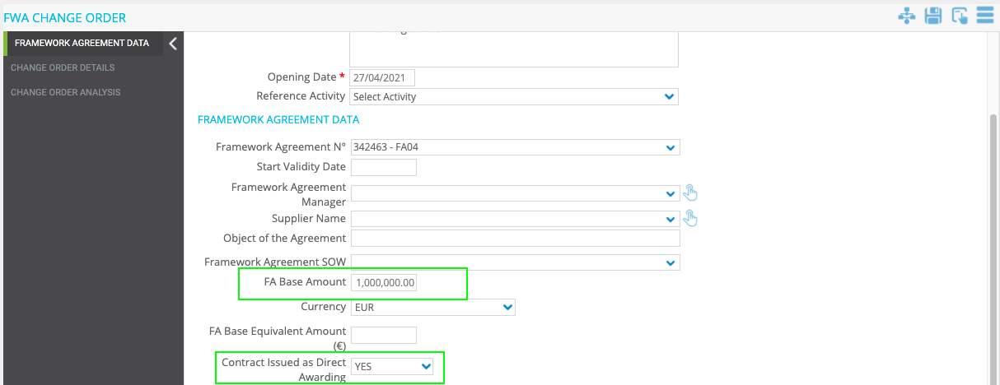 FWA CHANGE ORDER
FRAMEWORK AGREEMENT DATA
CHANGE ORDER DETAILS
CHANGE ORDER ANALYSIS
Opening Date * 27/04/2021
Reference Activity Select Activity
FRAMEWORK AGREEMENT DATA
Framework Agreement N° 342463 - FA04
Start Validity Date
Framework Agreement
Manager
Supplier Name
Object of the Agreement
Framework Agreement SOW
FA Base Amount 1,000,000.00
Currency EUR
FA Base Equivalent Amount
(€)
Contract Issued as Direct YES
Awarding